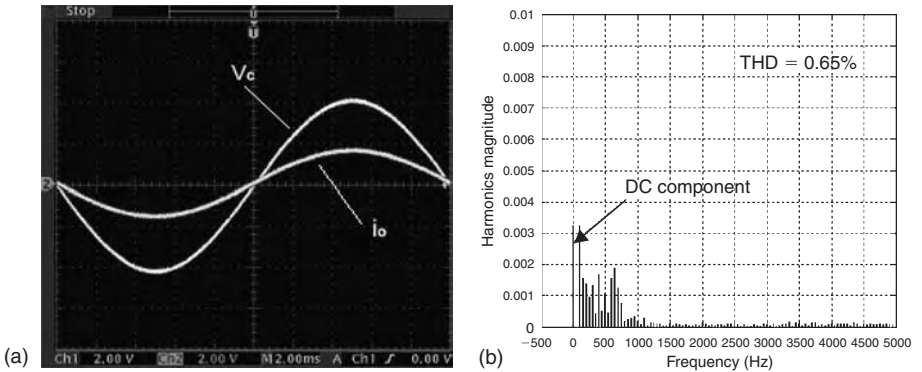 Stop
Vc
io
Ch1 2.00 V Ch2 2.00 V M 2.00ms A Ch1 0.00 V
(a)
0.01
0.009
0.008
0.007
0.006
0.005
0.004
0.003
0.002
0.001
0
Harmonics magnitude
THD = 0.65%
DC component
−500 0 500 1000 1500 2000 2500 3000 3500 4000 4500 5000
Frequency (Hz)
(b)